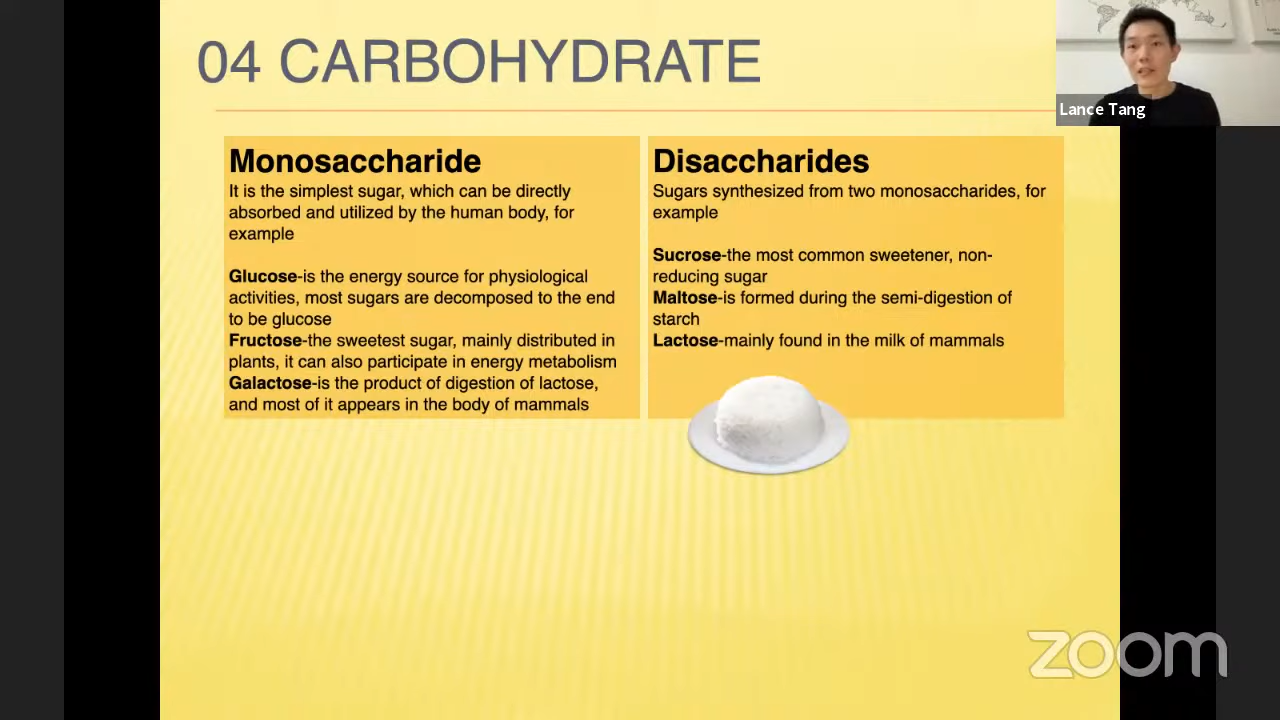 04 CARBOHYDRATE
Lance Tang
Monosaccharide
It is the simplest sugar, which can be directly
absorbed and utilized by the human body, for
example
Glucose-is the energy source for physiological
activities, most sugars are decomposed to the end
to be glucose
Fructose-the sweetest sugar, mainly distributed in
plants, it can also participate in energy metabolism
Galactose-is the product of digestion of lactose,
and most of it appears in the body of mammals
Disaccharides
Sugars synthesized from two monosaccharides, for
example
Sucrose-the most common sweetener, non-
reducing sugar
Maltose-is formed during the semi-digestion of
starch
Lactose-mainly found in the milk of mammals
zoom